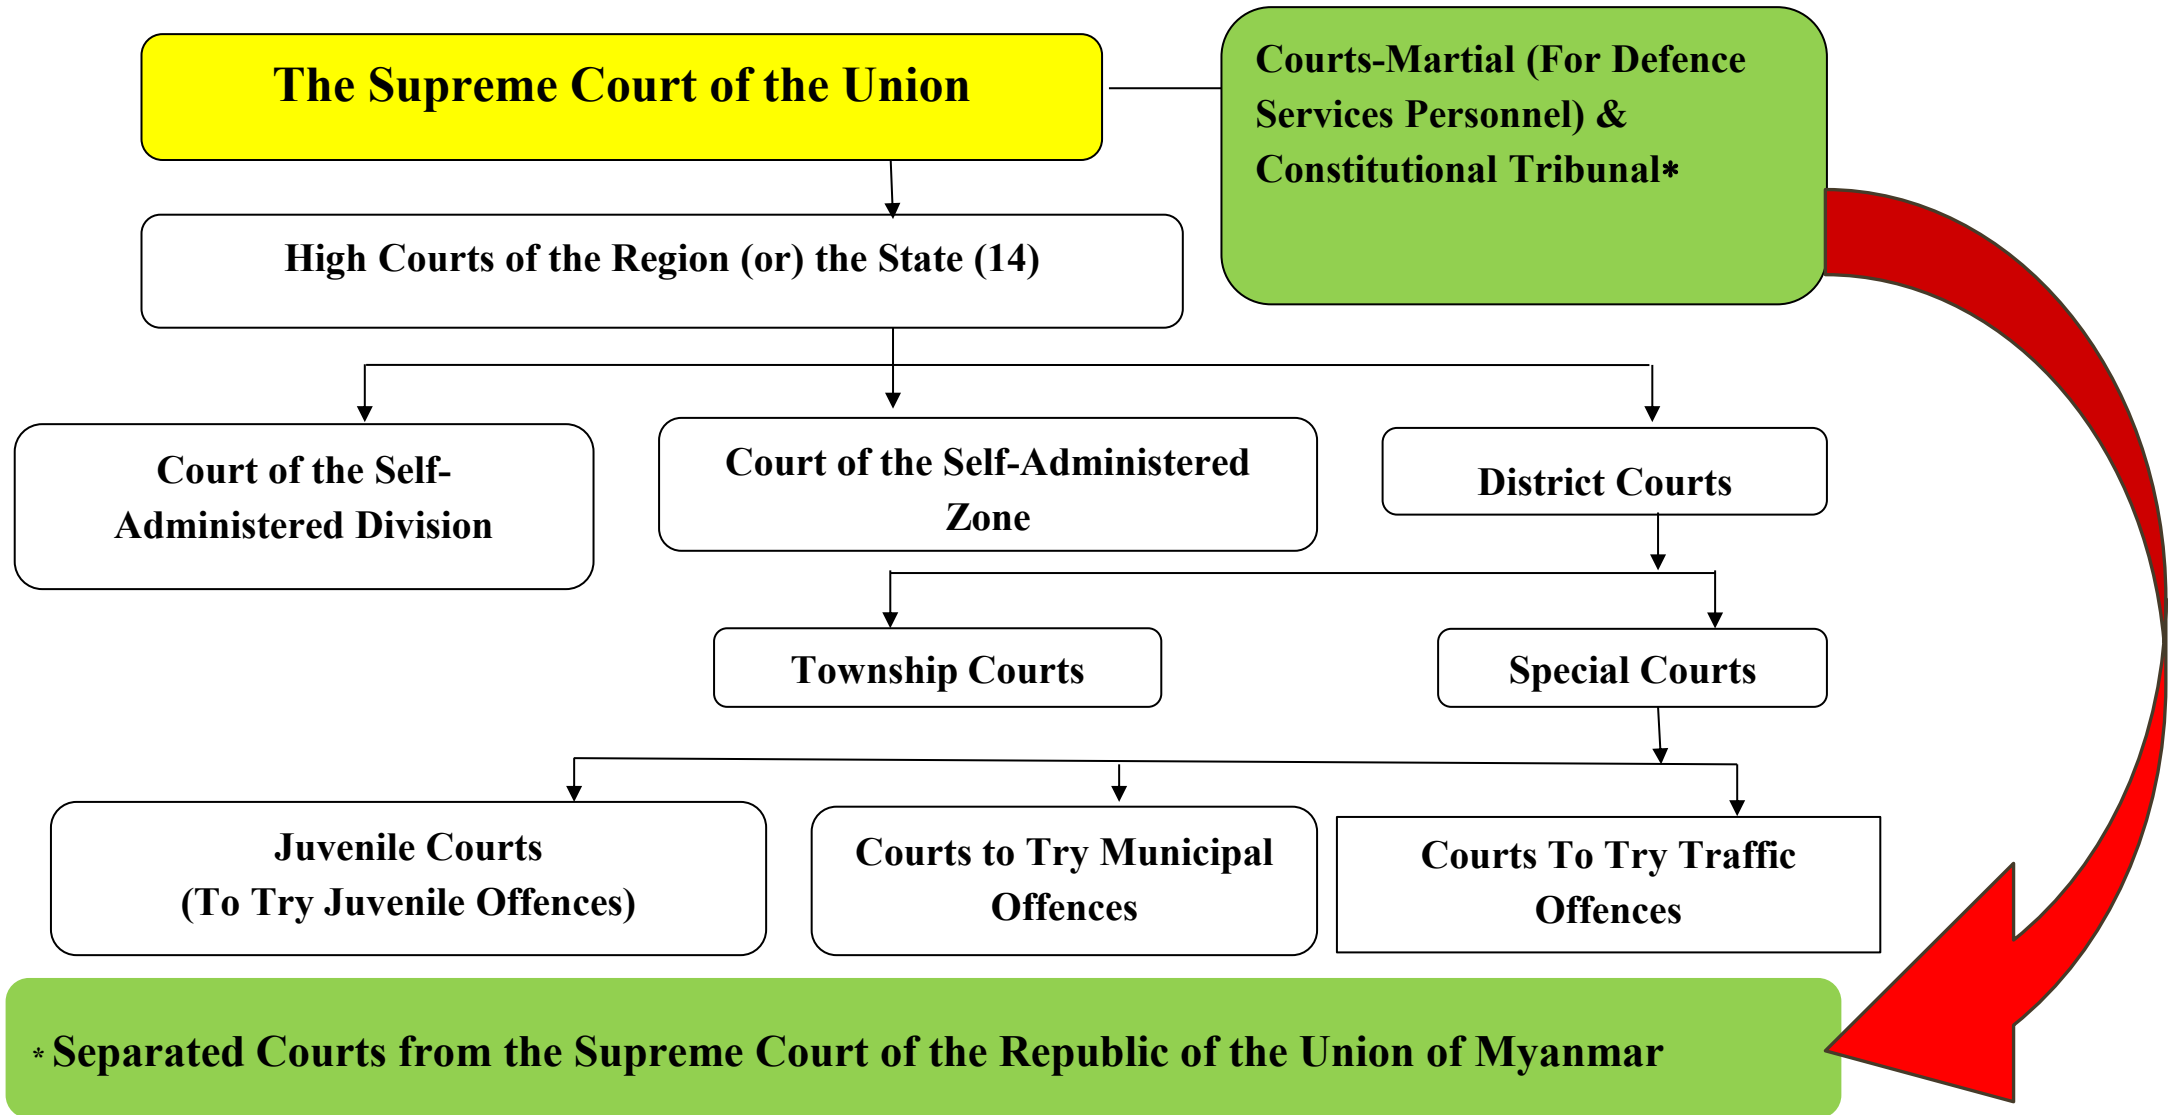 The Supreme Court of the Union
Courts-Martial (For Defence
Services Personnel) &
Constitutional Tribunal*
High Courts of the Region (or) the State (14)
Court of the Self-
Administered Division
Court of the Self-Administered
Zone
District Courts
Township Courts
Special Courts
Juvenile Courts
(To Try Juvenile Offences)
Courts to Try Municipal
Offences
Courts To Try Traffic
Offences
* Separated Courts from the Supreme Court of the Republic of the Union of Myanmar